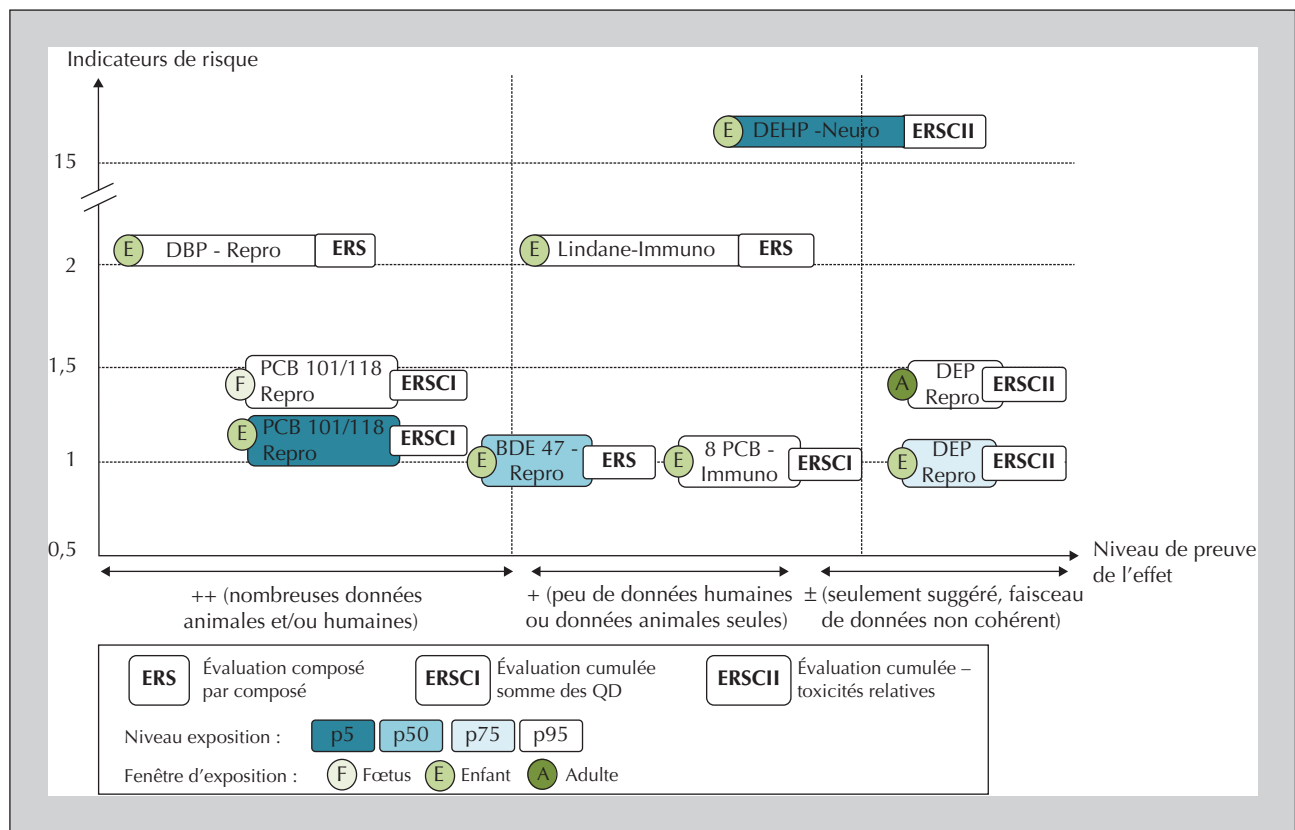 Indicateurs de risque
E DEHP -Neuro ERSCII
15
E DBP - Repro ERS
E Lindane-Immuno ERS
2
1,5
F PCB 101/118
Repro
ERSCI
A DEP
Repro
ERSCII
E PCB 101/118
Repro
ERSCI
E BDE 47 -
Repro
ERS
E 8 PCB -
Immuno
ERSCI
E DEP
Repro
ERSCII
1
0,5
Niveau de preuve
de l’effet
++ (nombreuses données
animales et/ou humaines)
+ (peu de données humaines
ou données animales seules)
± (seulement suggéré, faisceau
de données non cohérent)
ERS
Évaluation composé
par composé
ERSCI
Évaluation cumulée
somme des QD
ERSCII
Évaluation cumulée –
toxicités relatives
Niveau exposition : p5 p50 p75 p95
Fenêtre d’exposition : F Fœtus E Enfant A Adulte